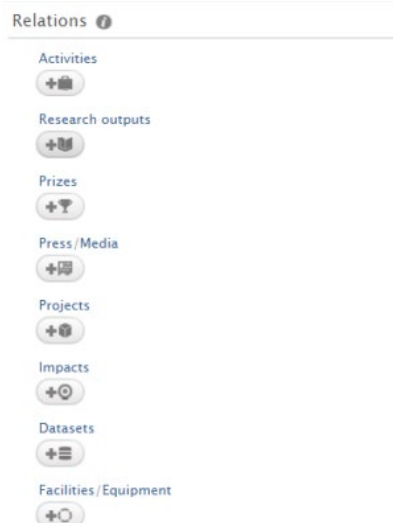 Relations
Activities
Research outputs
Prizes
Press/Media
Projects
Impacts
Datasets
Facilities/Equipment